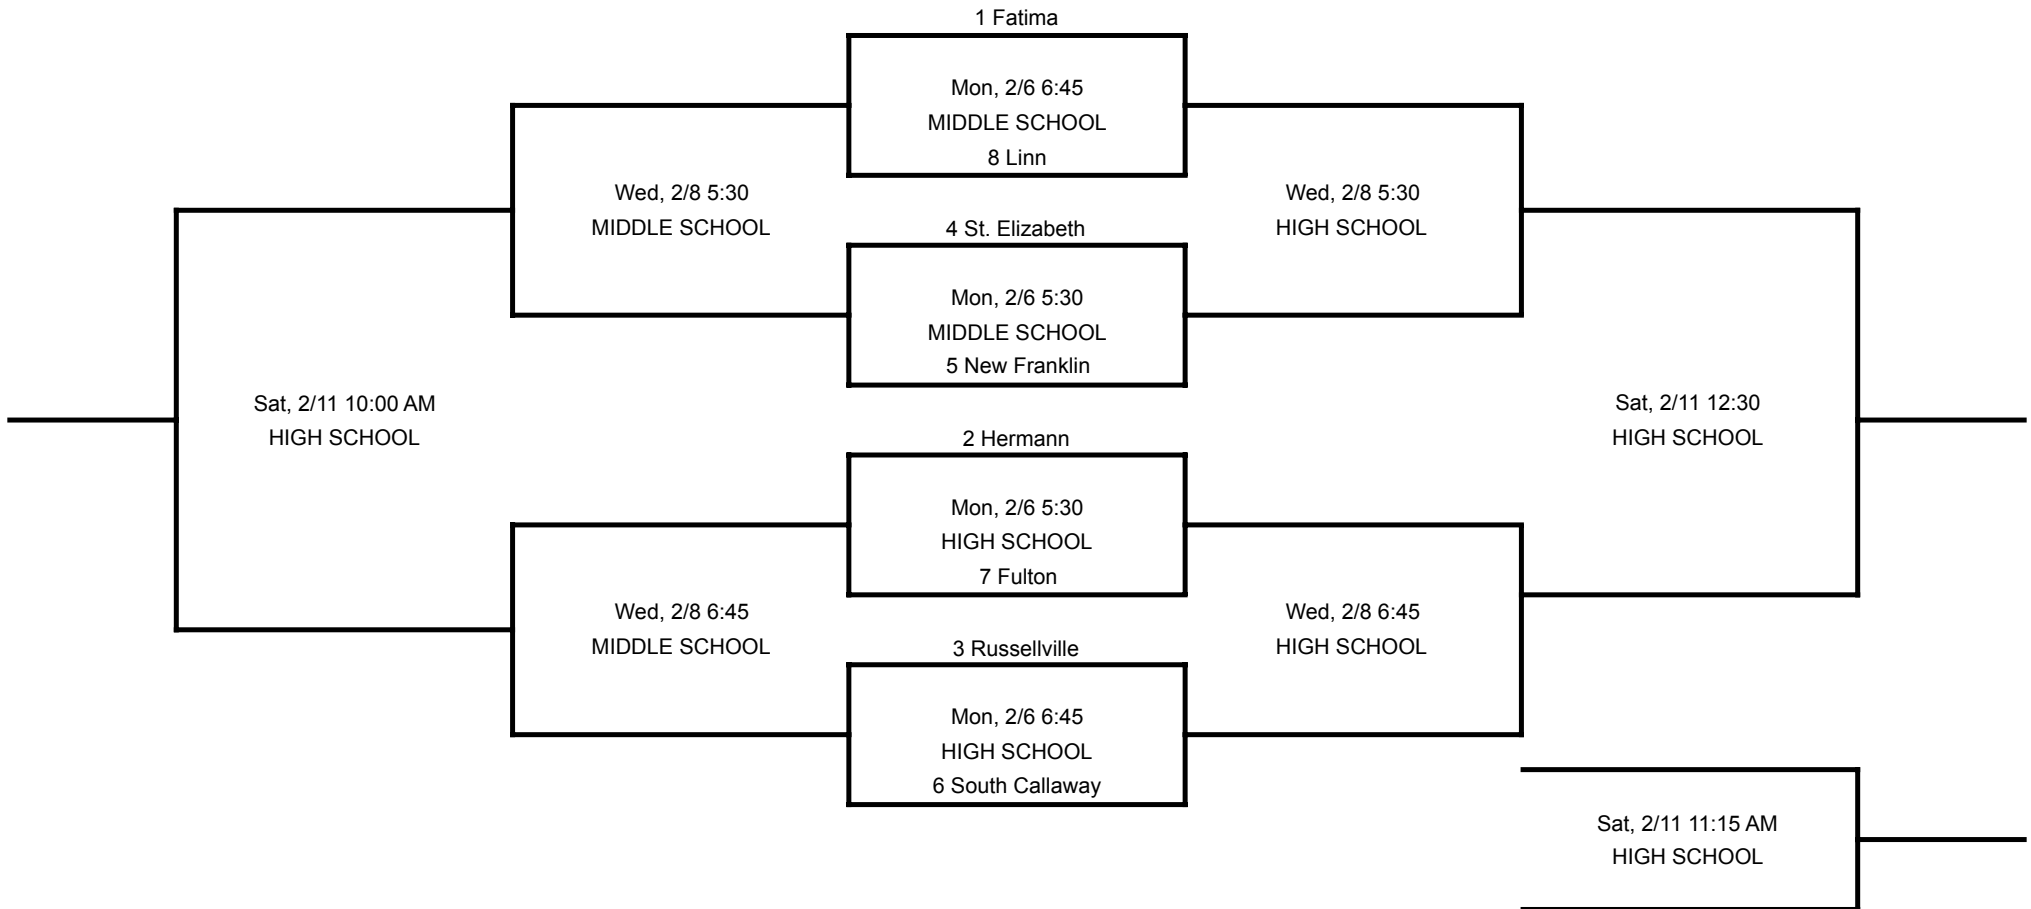 1 Fatima
Mon, 2/6 6:45
MIDDLE SCHOOL
8 Linn
Wed, 2/8 5:30
MIDDLE SCHOOL
Wed, 2/8 5:30
HIGH SCHOOL
4 St. Elizabeth
Mon, 2/6 5:30
MIDDLE SCHOOL
5 New Franklin
Sat, 2/11 10:00 AM
HIGH SCHOOL
Sat, 2/11 12:30
HIGH SCHOOL
2 Hermann
Mon, 2/6 5:30
HIGH SCHOOL
7 Fulton
Wed, 2/8 6:45
MIDDLE SCHOOL
Wed, 2/8 6:45
HIGH SCHOOL
3 Russellville
Mon, 2/6 6:45
HIGH SCHOOL
6 South Callaway
Sat, 2/11 11:15 AM
HIGH SCHOOL